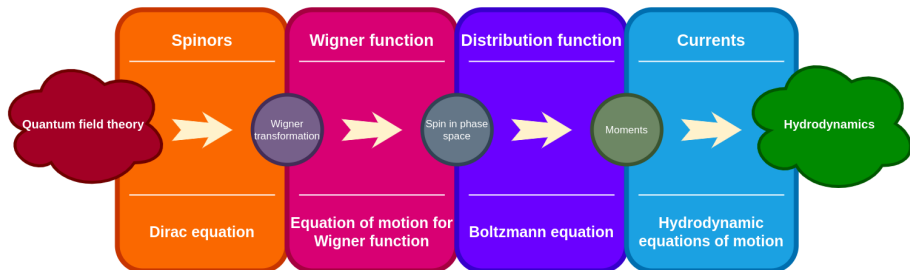 Spinors
Wigner function
Distribution function
Currents
Quantum field theory
Wigner
transformation
Spin in phase
space
Moments
Hydrodynamics
Dirac equation
Equation of motion for
Wigner function
Boltzmann equation
Hydrodynamic
equations of motion